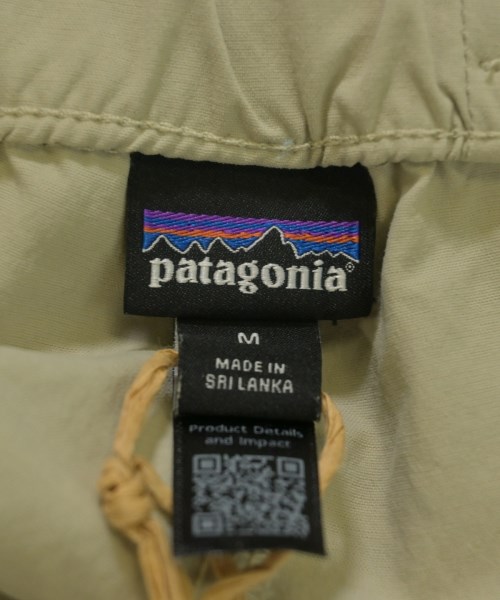 patagonia®
M
MADE IN
SRI LANKA
Product Details
and Impact